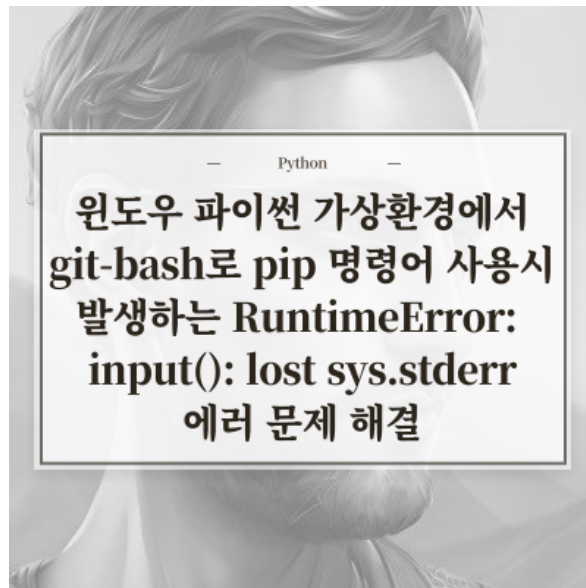 — Python —
윈도우 파이썬 가상환경에서
git-bash로 pip 명령어 사용시
발생하는 RuntimeError:
input(): lost sys.stderr
에러 문제 해결